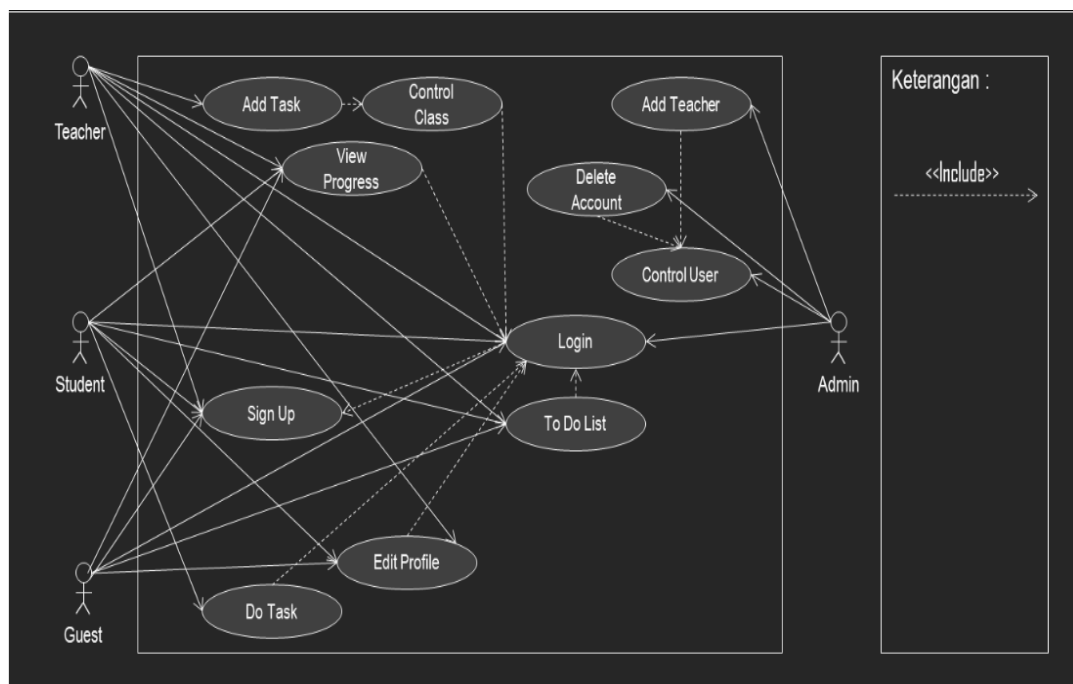 Teacher
Add Task
Control
Class
Add Teacher
Keterangan :
View
Progress
Delete
Account
<<Include>>
Control User
Login
Student
Admin
Sign Up
To Do List
Edit Profile
Do Task
Guest